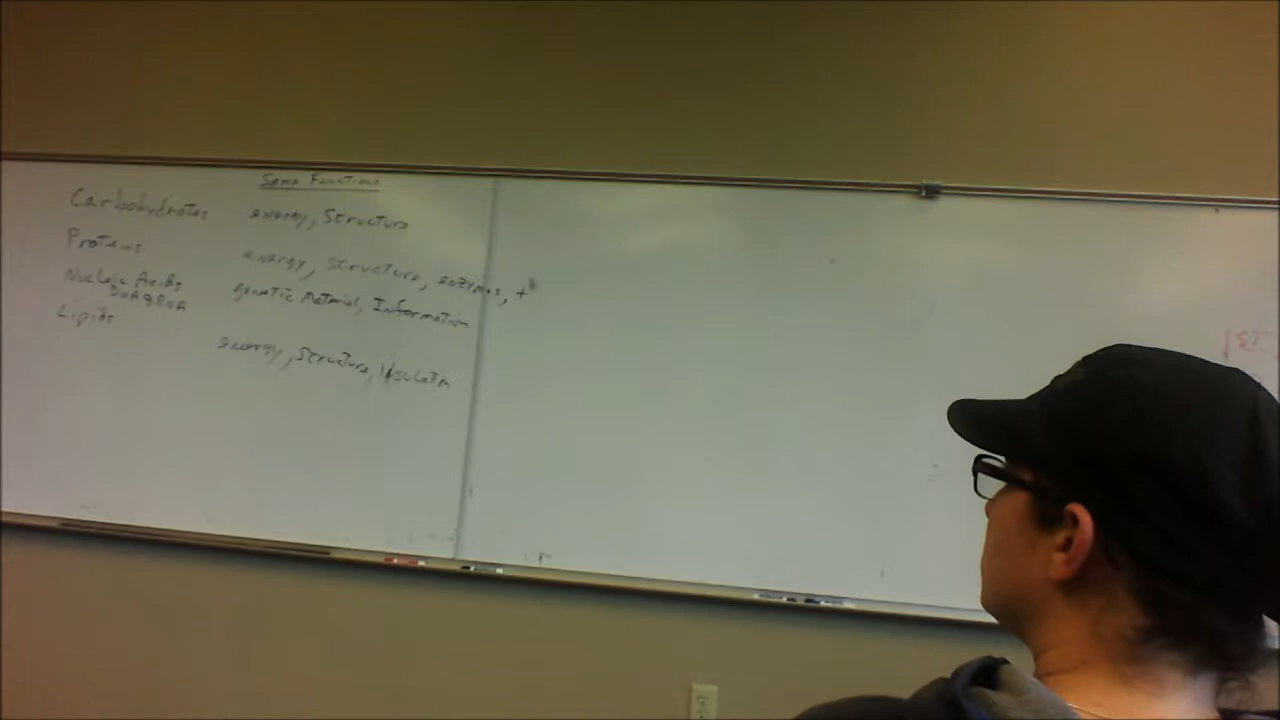 Some Functions
Carbohydrates energy, Structure
Proteins energy, Structure, enzymes, +
Nucleic Acids genetic Material, Information
DNA & RNA
Lipids energy, Structure,